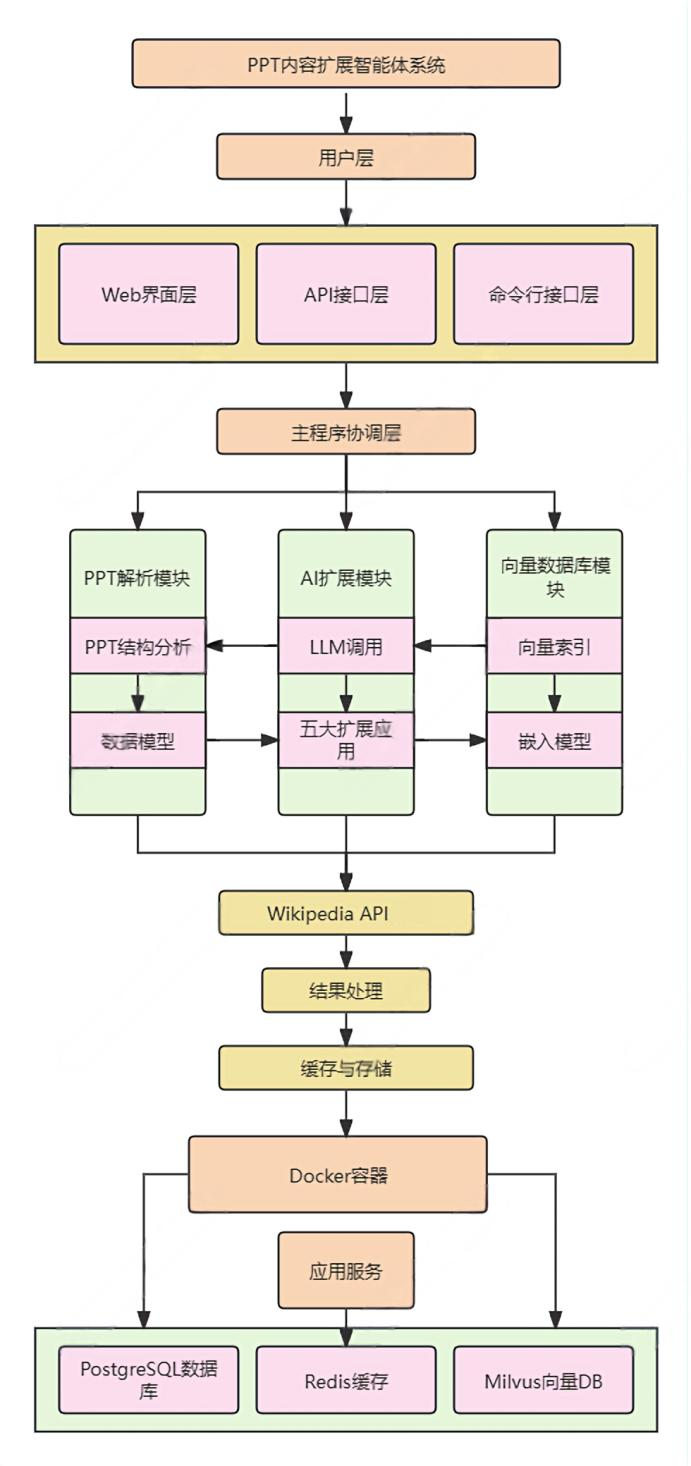 PPT内容扩展智能体系统
用户层
Web界面层
API接口层
命令行接口层
主程序协调层
PPT解析模块
AI扩展模块
向量数据库模
块
PPT结构分析
LLM调用
向量索引
数据模型
五大扩展应
用
嵌入模型
Wikipedia API
结果处理
缓存与存储
Docker容器
应用服务
PostgreSQL数据
库
Redis缓存
Milvus向量DB